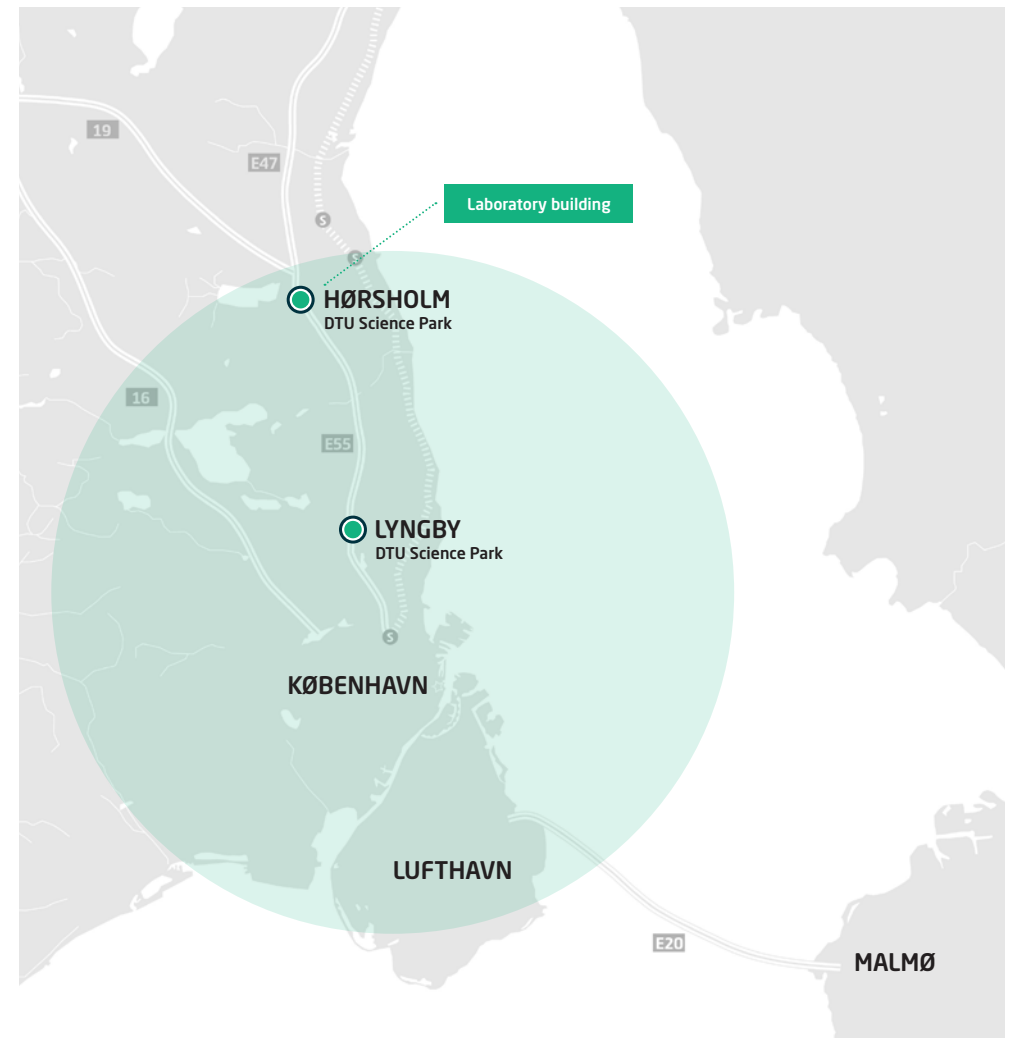 19
E47
S
Laboratory building
S
HØRSHOLM
DTU Science Park
16
E55
LYNGBY
DTU Science Park
S
KØBENHAVN
LUFTHAVN
E20
MALMØ